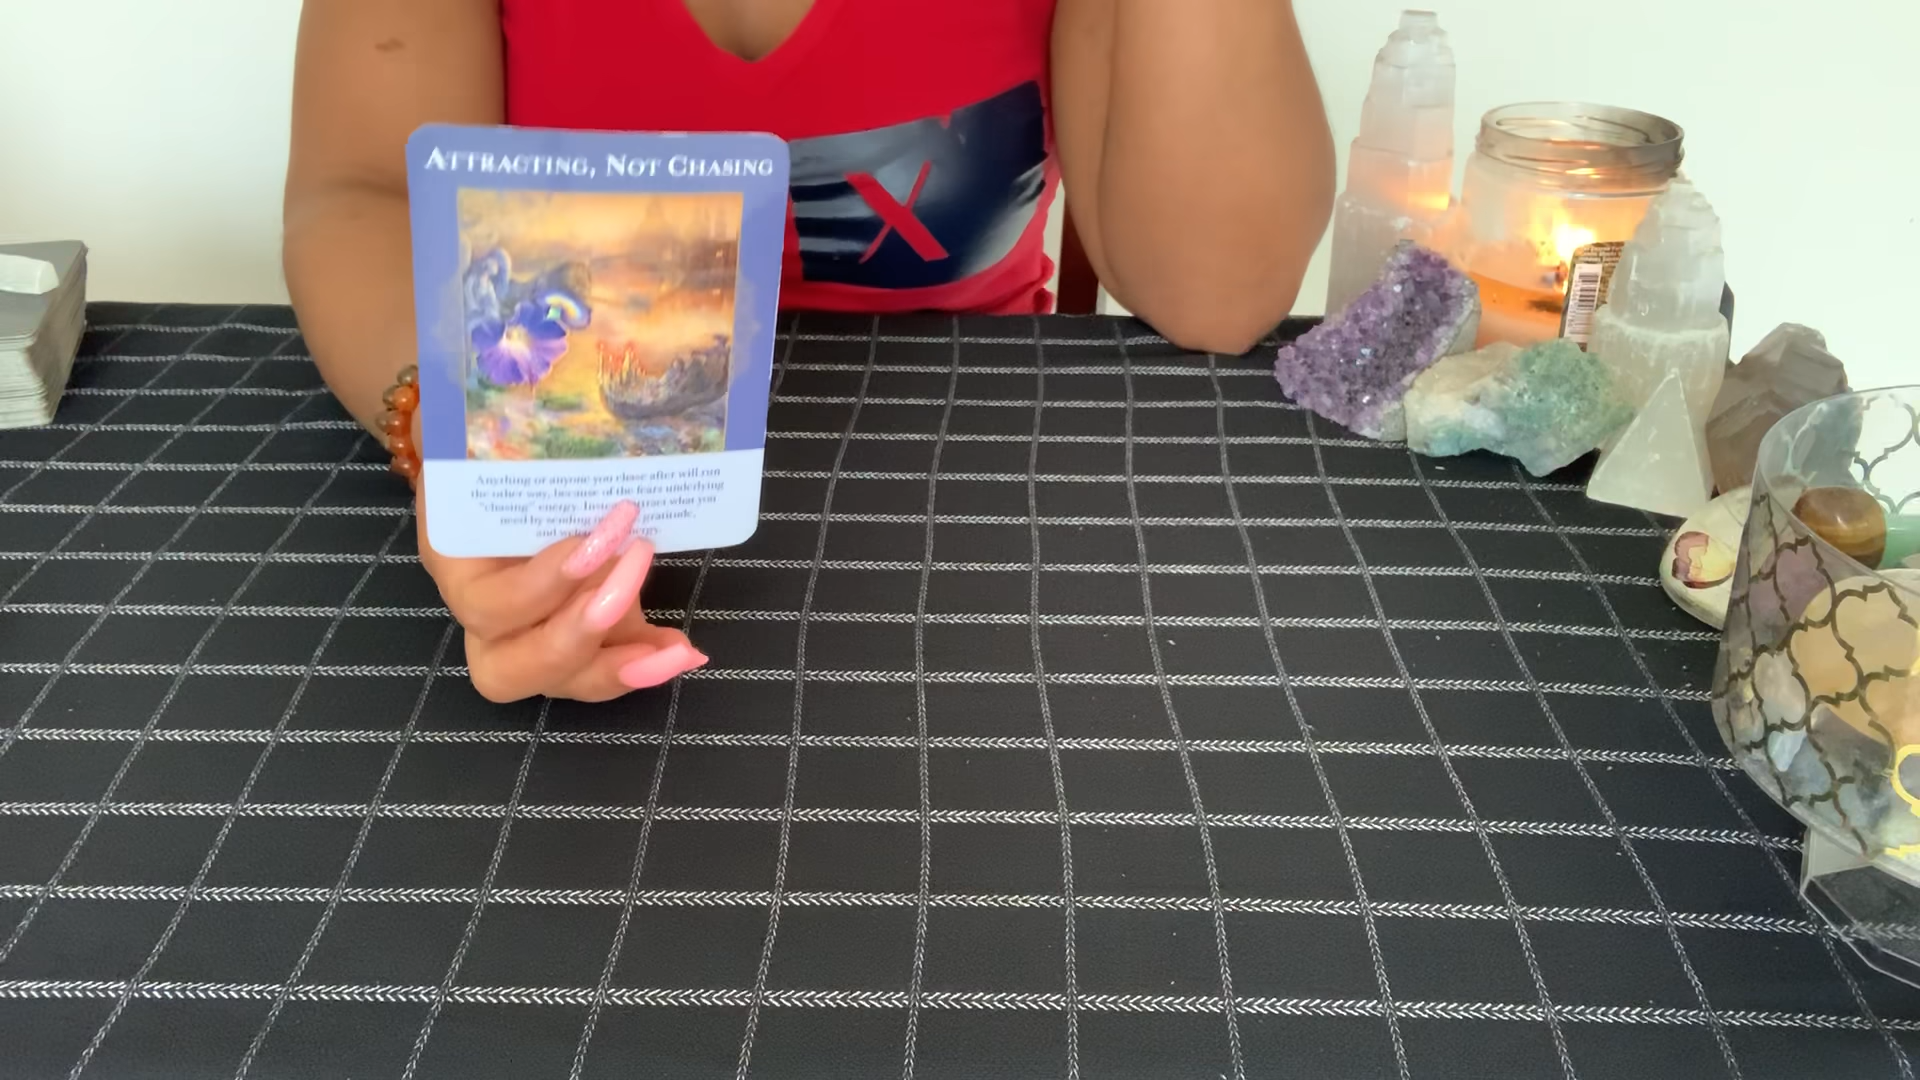 ATTRACTING, NOT CHASING
Anything or anyone you chase after will run
the other way, because of the fears underlying
"chasing" energy. attract what you
need by sending gratitude,
and
X